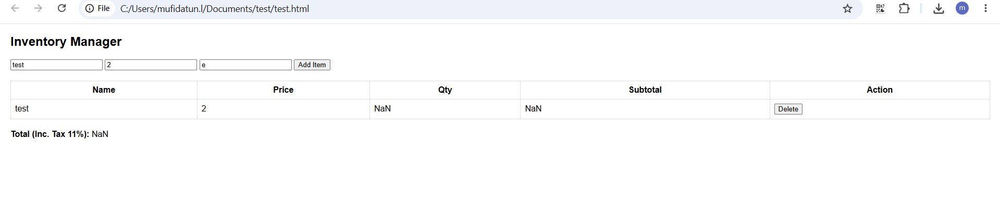 File C:/Users/mufidatun.l/Documents/test/test.html m
Inventory Manager
test 2 e Add Item
Name Price Qty Subtotal Action
test 2 NaN NaN Delete
Total (Inc. Tax 11%): NaN